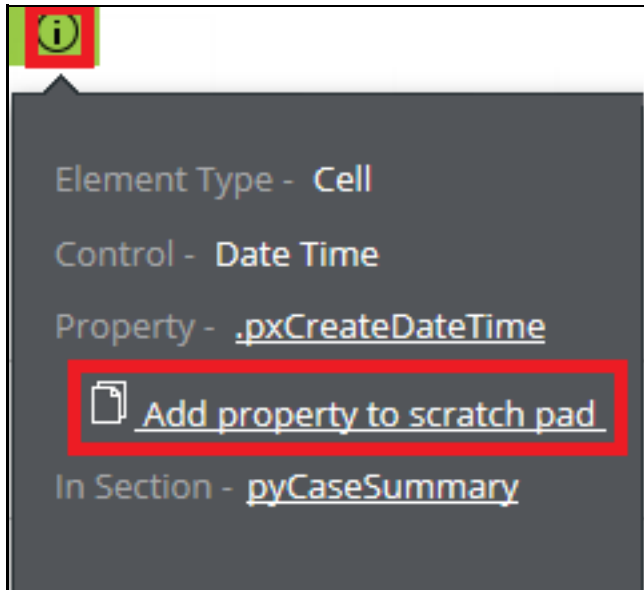 Element Type - Cell
Control - Date Time
Property - .pxCreateDateTime
Add property to scratch pad
In Section - pyCaseSummary